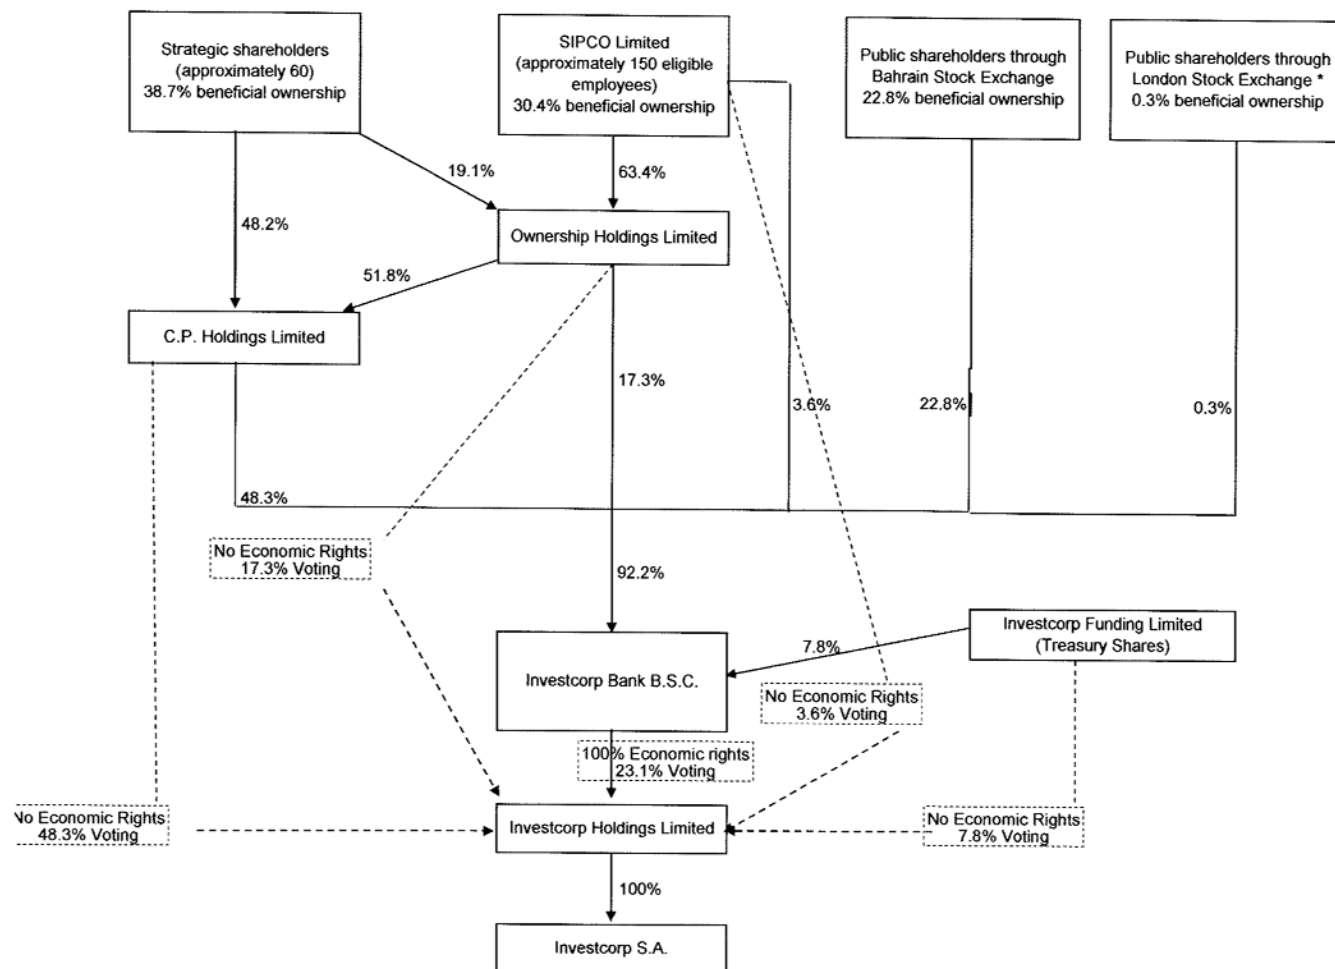 Strategic shareholders
(approximately 60)
38.7% beneficial ownership
SIPCO Limited
(approximately 150 eligible
employees)
30.4% beneficial ownership
Public shareholders through
Bahrain Stock Exchange
22.8% beneficial ownership
Public shareholders through
London Stock Exchange *
0.3% beneficial ownership
19.1%
63.4%
48.2%
Ownership Holdings Limited
51.8%
C.P. Holdings Limited
17.3%
3.6%
22.8%
0.3%
48.3%
No Economic Rights
17.3% Voting
92.2%
Investcorp Funding Limited
(Treasury Shares)
7.8%
Investcorp Bank B.S.C.
No Economic Rights
3.6% Voting
100% Economic rights
23.1% Voting
No Economic Rights
48.3% Voting
Investcorp Holdings Limited
No Economic Rights
7.8% Voting
100%
Investcorp S.A.